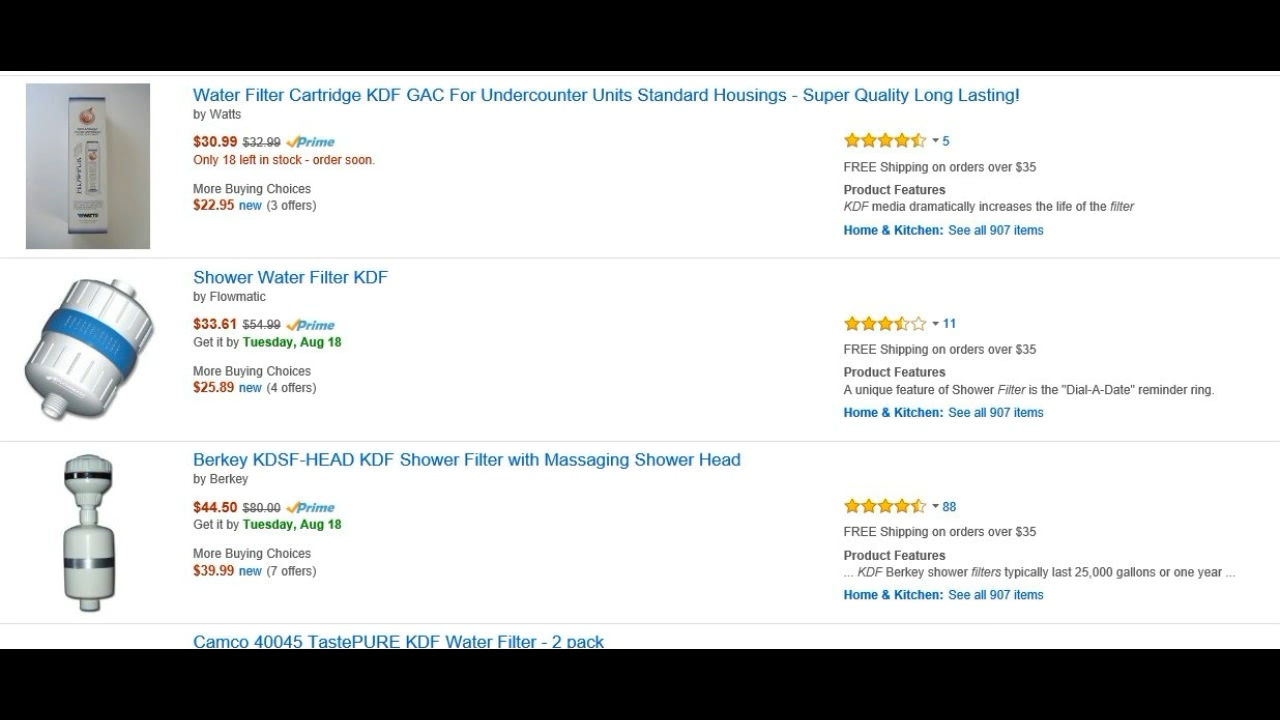 Water Filter Cartridge KDF GAC For Undercounter Units Standard Housings - Super Quality Long Lasting!
by Watts
$30.99 $32.99 Prime
Only 18 left in stock - order soon.
More Buying Choices
$22.95 new (3 offers)
5
FREE Shipping on orders over $35
Product Features
KDF media dramatically increases the life of the filter
Home & Kitchen: See all 907 items
WATTS
Shower Water Filter KDF
by Flowmatic
$33.61 $54.99 Prime
Get it by Tuesday, Aug 18
More Buying Choices
$25.89 new (4 offers)
11
FREE Shipping on orders over $35
Product Features
A unique feature of Shower Filter is the "Dial-A-Date" reminder ring.
Home & Kitchen: See all 907 items
Berkey KDSF-HEAD KDF Shower Filter with Massaging Shower Head
by Berkey
$44.50 $80.00 Prime
Get it by Tuesday, Aug 18
More Buying Choices
$39.99 new (7 offers)
88
FREE Shipping on orders over $35
Product Features
... KDF Berkey shower filters typically last 25,000 gallons or one year ...
Home & Kitchen: See all 907 items
Camco 40045 TastePURE KDF Water Filter - 2 pack